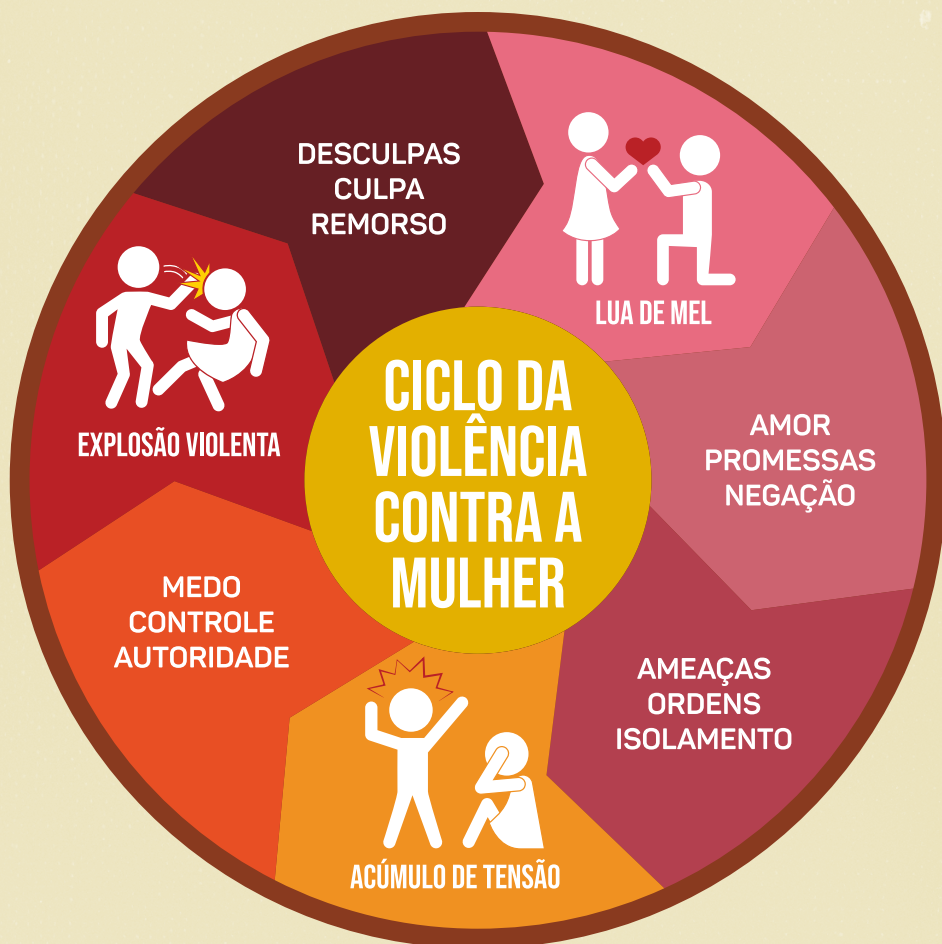 CICLO DA
VIOLÊNCIA
CONTRA A
MULHER
LUA DE MEL
AMOR
PROMESSAS
NEGAÇÃO
AMEAÇAS
ORDENS
ISOLAMENTO
ACÚMULO DE TENSÃO
MEDO
CONTROLE
AUTORIDADE
EXPLOSÃO VIOLENTA
DESCULPAS
CULPA
REMORSO